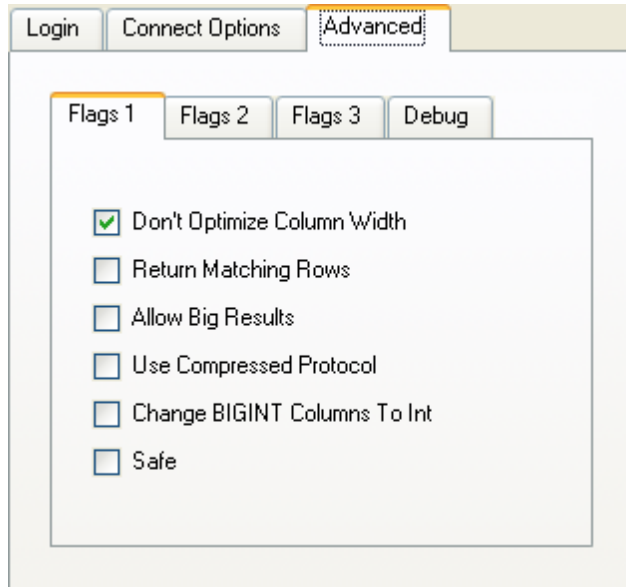 Login Connect Options Advanced
Flags 1 Flags 2 Flags 3 Debug
Don't Optimize Column Width
Return Matching Rows
Allow Big Results
Use Compressed Protocol
Change BIGINT Columns To Int
Safe